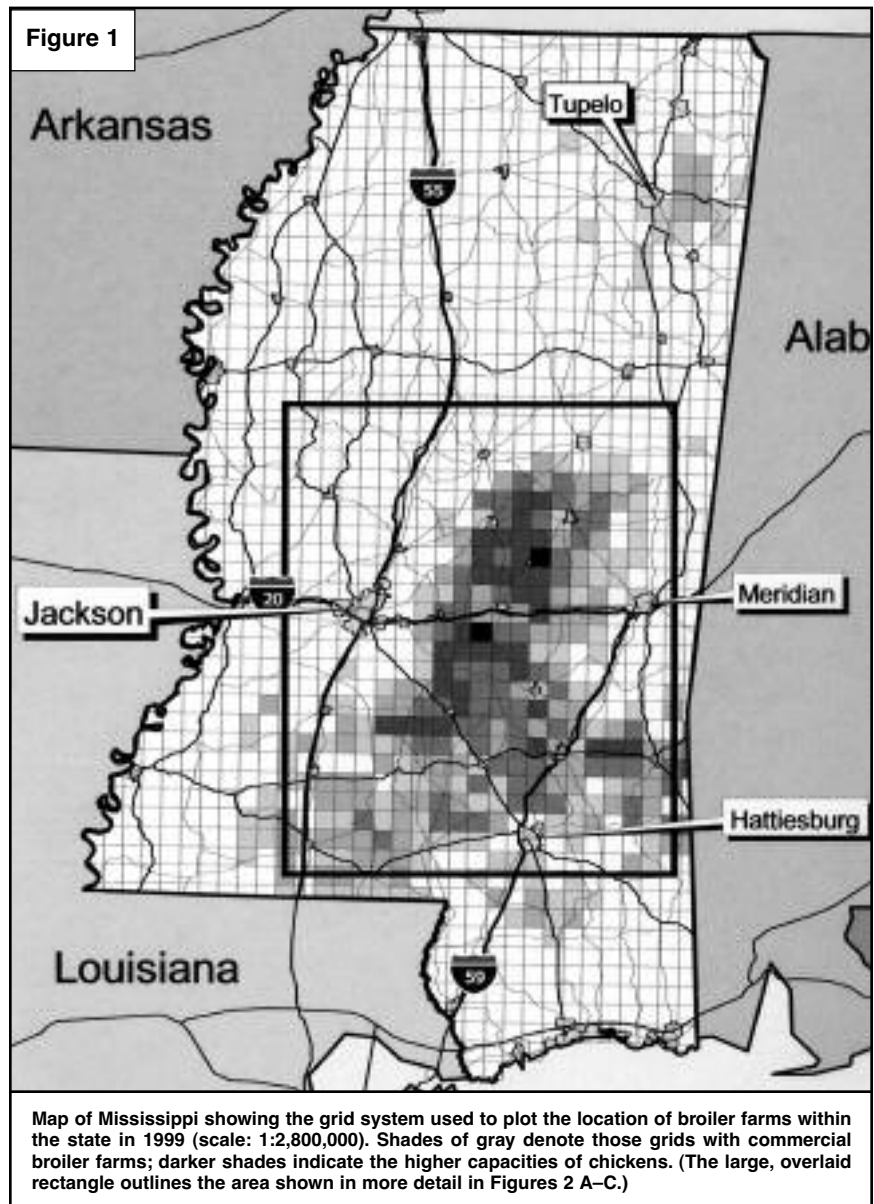 Figure 1
Arkansas
Tupelo
55
Alab
Jackson
20
Meridian
Hattiesburg
Louisiana
59
Map of Mississippi showing the grid system used to plot the location of broiler farms within
the state in 1999 (scale: 1:2,800,000). Shades of gray denote those grids with commercial
broiler farms; darker shades indicate the higher capacities of chickens. (The large, overlaid
rectangle outlines the area shown in more detail in Figures 2 A–C.)